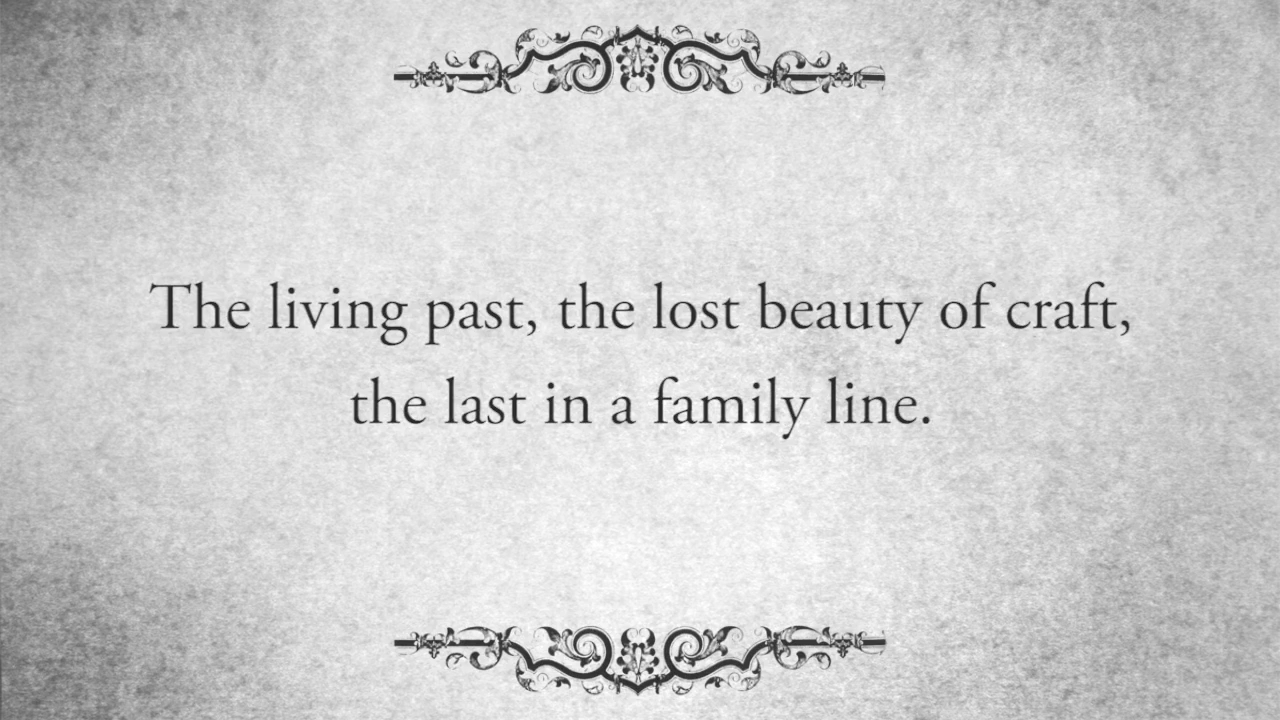 The living past, the lost beauty of craft,
the last in a family line.